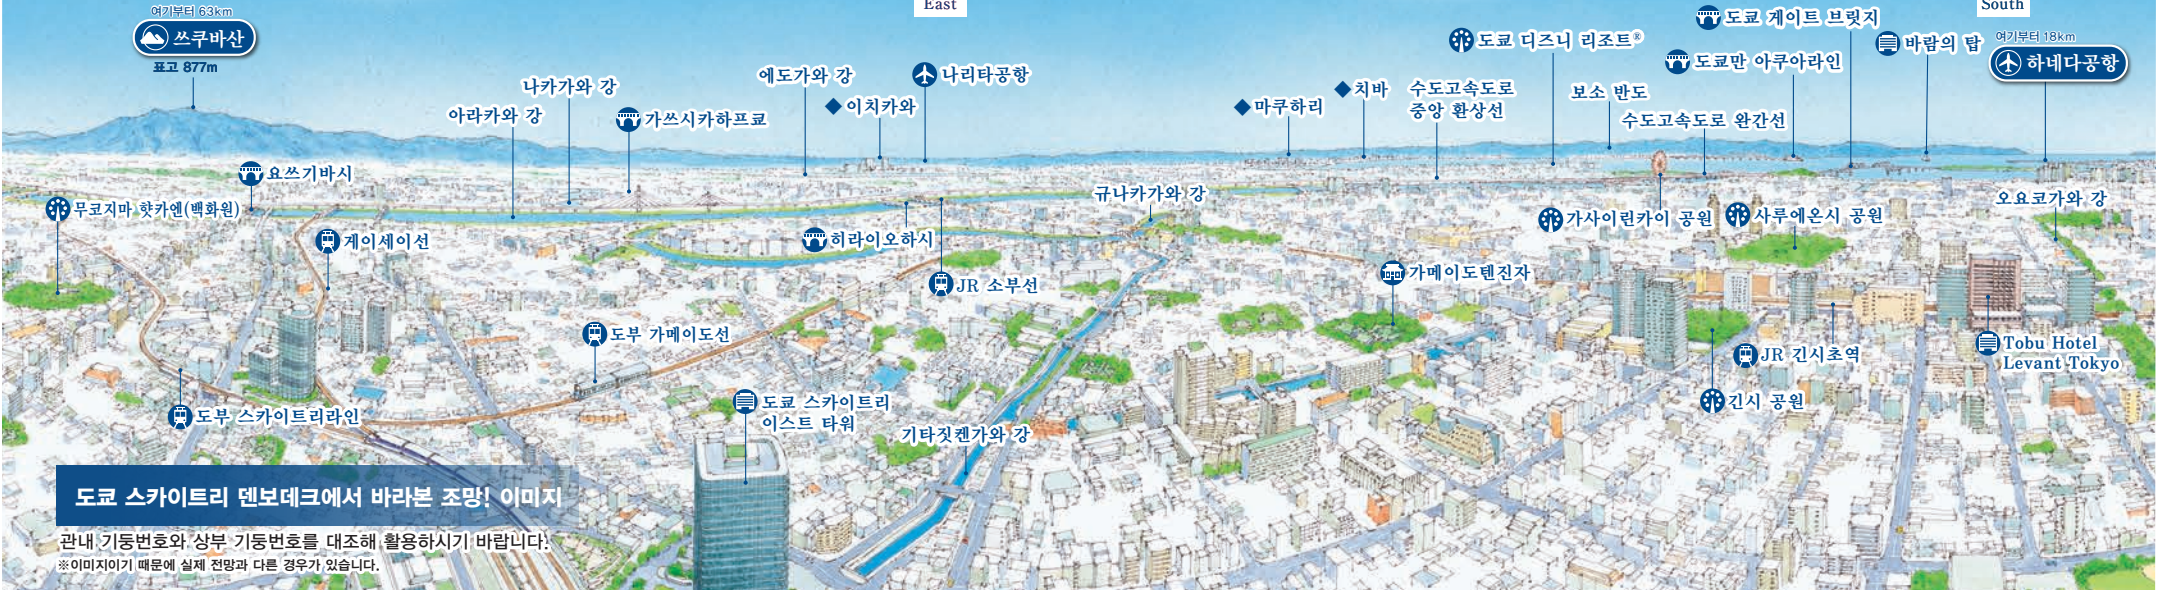 East
South
여기부터 63km
쓰쿠바산
표고 877m
도쿄 게이트 브릿지
도쿄 디즈니 리조트®
바람의 탑
여기부터 18km
하네다공항
도쿄만 아쿠아라인
에도가와 강
나리타공항
나카가와 강
이치카와
치바
수도고속도로
중앙 환상선
보소 반도
마쿠하리
아라카와 강
가쓰시카하프쿄
수도고속도로 완간선
요쓰기바시
규나카가와 강
오요코가와 강
무코지마 햣카엔(백화원)
가사이린카이 공원
사루에온시 공원
게이세이선
히라이오하시
가메이도텐진자
JR 소부선
도부 가메이도선
Tobu Hotel
Levant Tokyo
JR 긴시초역
도쿄 스카이트리
이스트 타워
긴시 공원
도부 스카이트리라인
기타짓켄가와 강
도쿄 스카이트리 덴보데크에서 바라본 조망! 이미지
관내 기둥번호와 상부 기둥번호를 대조해 활용하시기 바랍니다.
※이미지이기 때문에 실제 전망과 다른 경우가 있습니다.